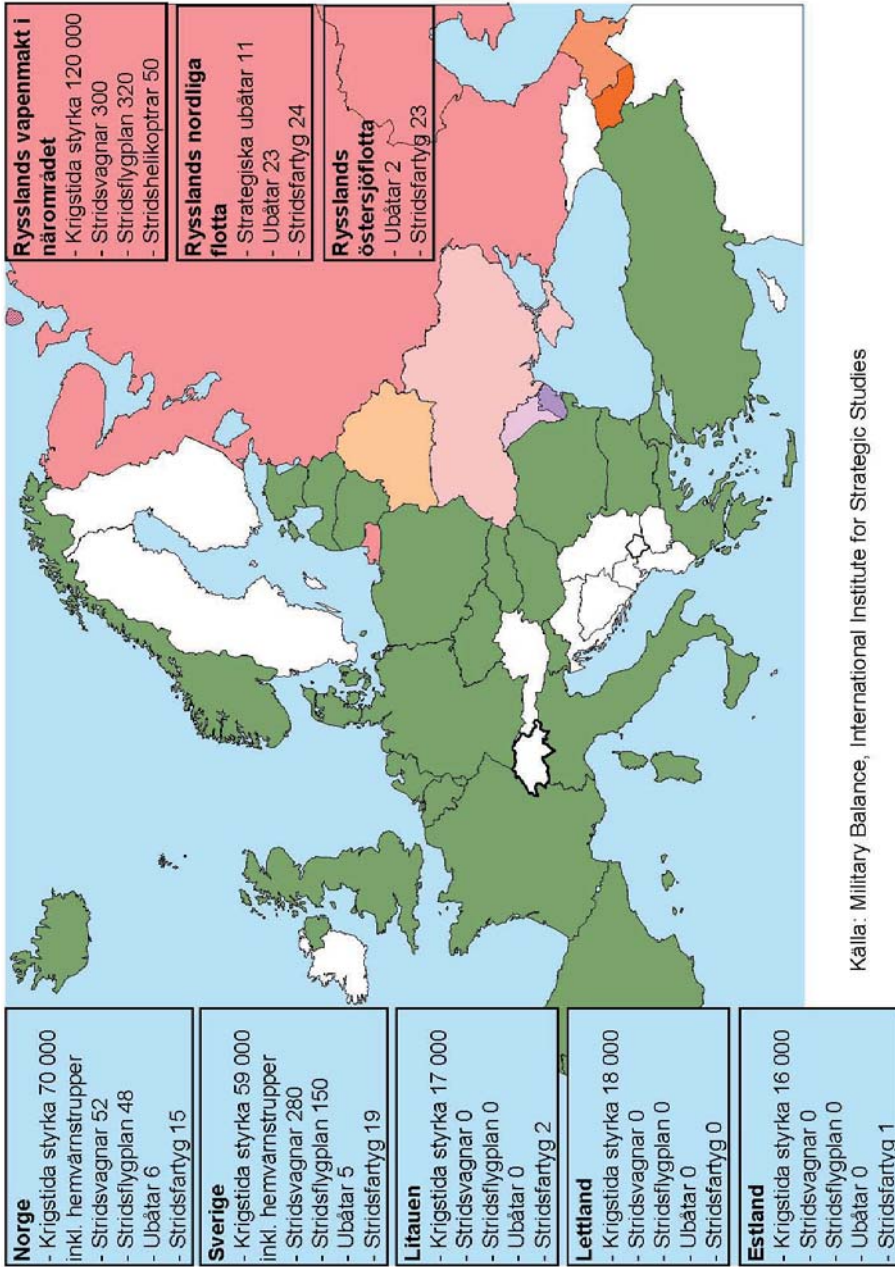 Norge
- Krigstida styrka 70 000
inkl. hemvärnstrupper
- Stridsvagnar 52
- Stridsflygplan 48
- Ubåtar 6
- Stridsfartyg 15
Sverige
- Krigstida styrka 59 000
inkl. hemvärnstrupper
- Stridsvagnar 280
- Stridsflygplan 150
- Ubåtar 5
- Stridsfartyg 19
Litauen
- Krigstida styrka 17 000
- Stridsvagnar 0
- Stridsflygplan 0
- Ubåtar 0
- Stridsfartyg 2
Lettland
- Krigstida styrka 18 000
- Stridsvagnar 0
- Stridsflygplan 0
- Ubåtar 0
- Stridsfartyg 0
Estland
- Krigstida styrka 16 000
- Stridsvagnar 0
- Stridsflygplan 0
- Ubåtar 0
- Stridsfartyg 1
Rysslands vapenmakt i
närområdet
- Krigstida styrka 120 000
- Stridsvagnar 300
- Stridsflygplan 320
- Stridshelikoptrar 50
Rysslands nordliga
flotta
- Strategiska ubåtar 11
- Ubåtar 23
- Stridsfartyg 24
Rysslands
östersjöflotta
- Ubåtar 2
- Stridsfartyg 23
Källa: Military Balance, International Institute for Strategic Studies